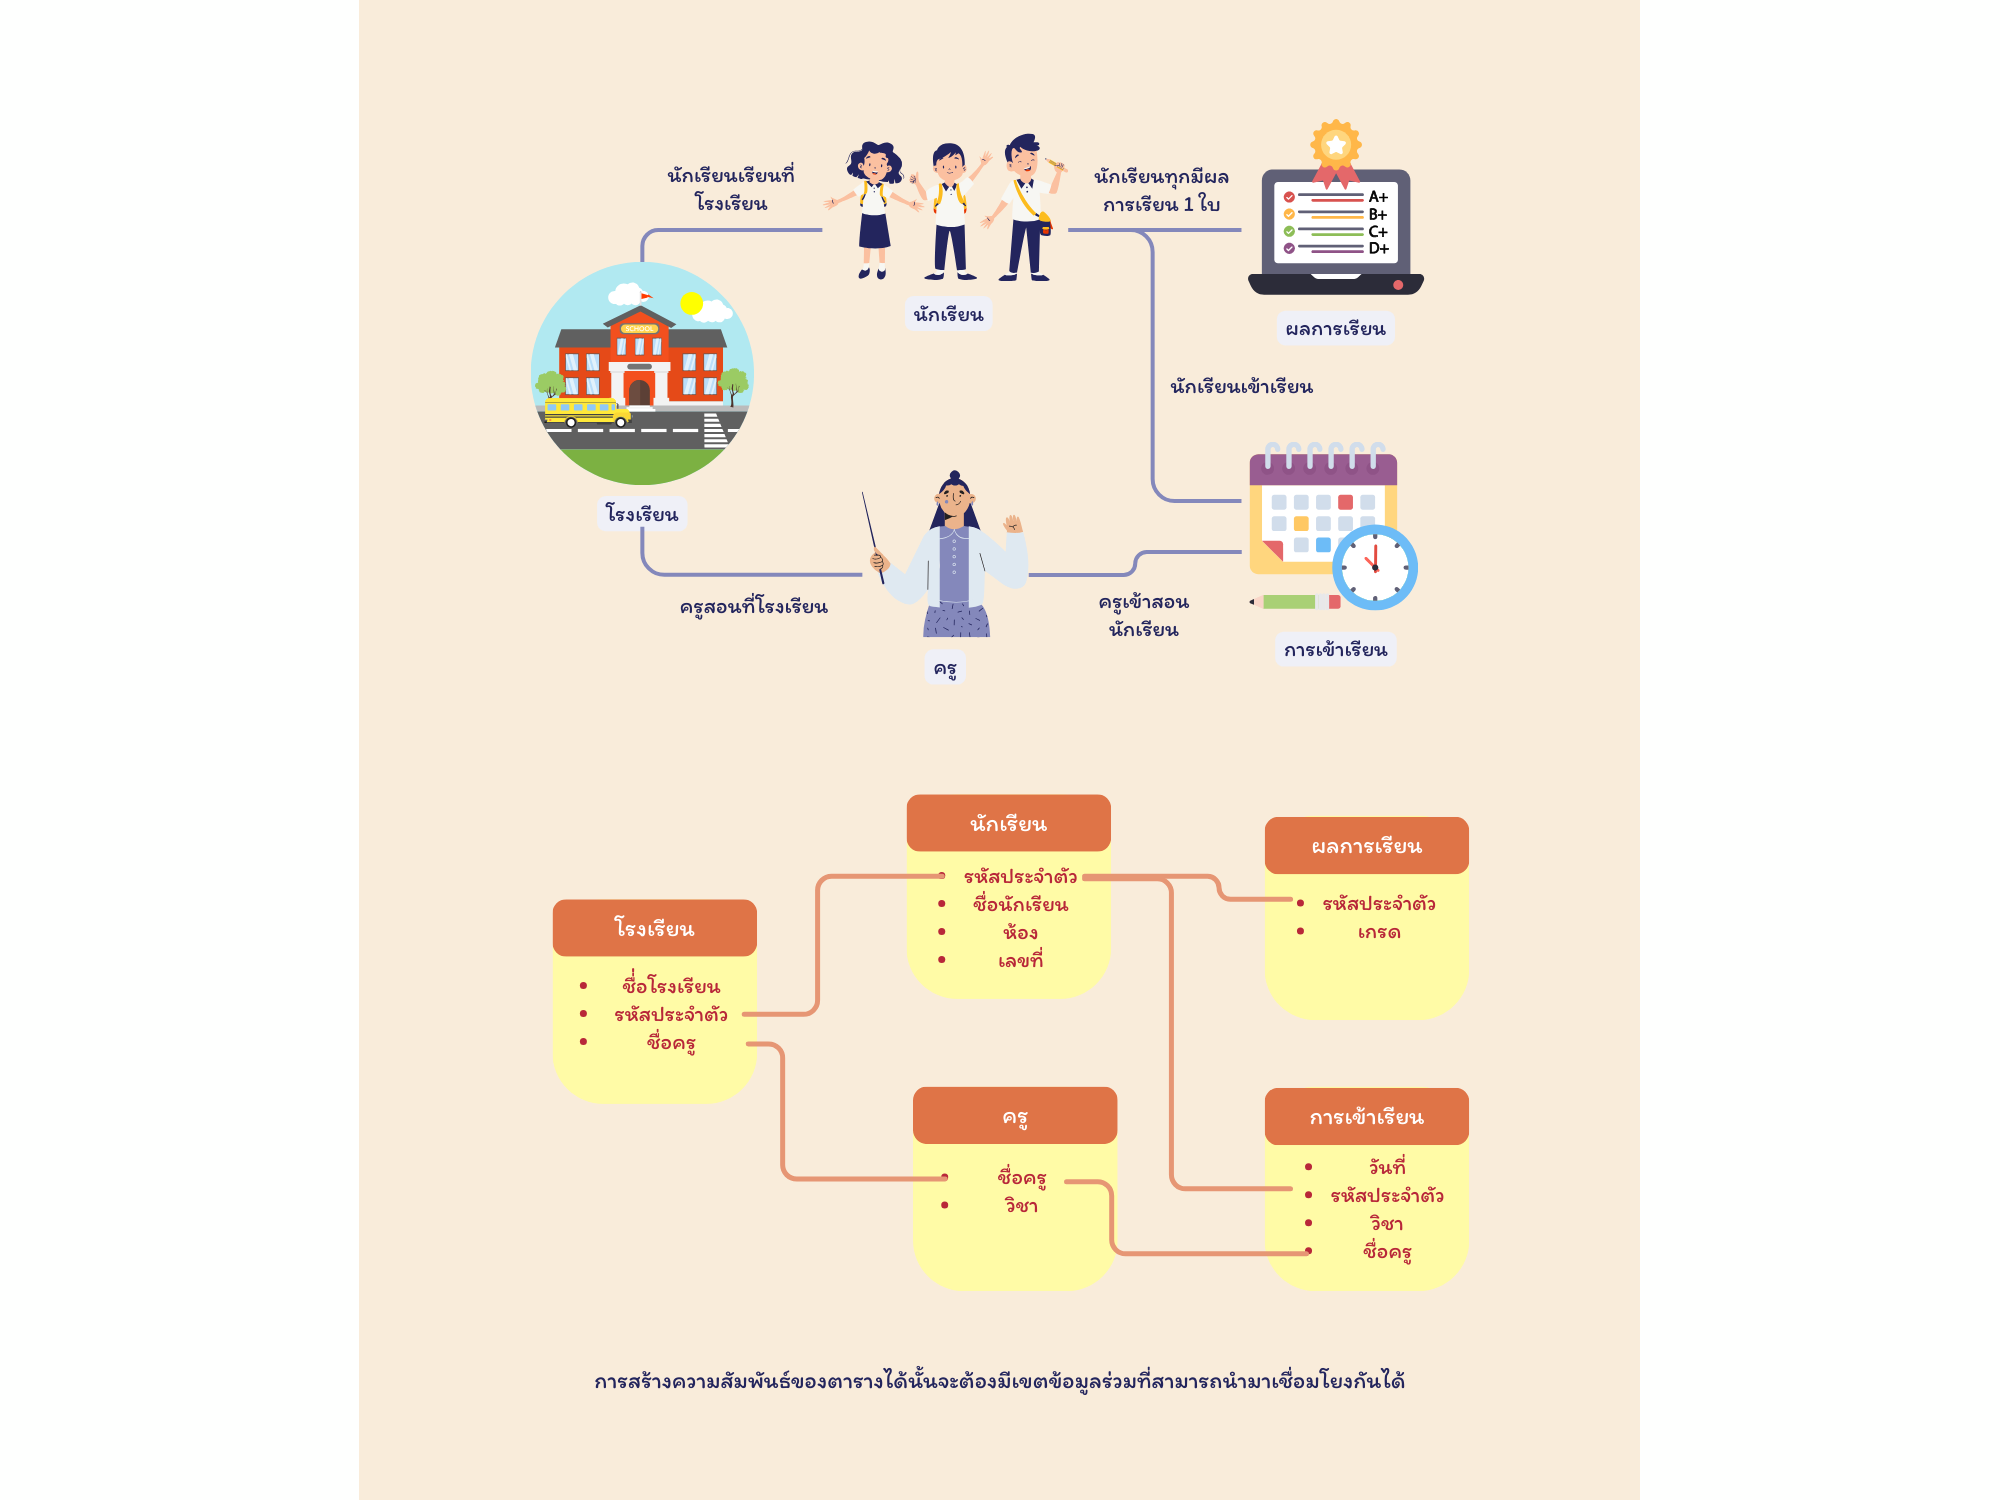 นักเรียนเรียนที่
โรงเรียน
นักเรียนทุกมีผล
การเรียน 1 ใบ
A+
B+
C+
D+
SCHOOL
นักเรียน
ผลการเรียน
นักเรียนเข้าเรียน
โรงเรียน
ครูสอนที่โรงเรียน
ครูเข้าสอน
นักเรียน
ครู
การเข้าเรียน
นักเรียน
รหัสประจำตัว
ชื่อนักเรียน
ห้อง
เลขที่
ผลการเรียน
รหัสประจำตัว
เกรด
โรงเรียน
ชื่อโรงเรียน
รหัสประจำตัว
ชื่อครู
ครู
ชื่อครู
วิชา
การเข้าเรียน
วันที่
รหัสประจำตัว
วิชา
ชื่อครู
การสร้างความสัมพันธ์ของตารางได้นั้นจะต้องมีเขตข้อมูลร่วมที่สามารถนำมาเชื่อมโยงกันได้